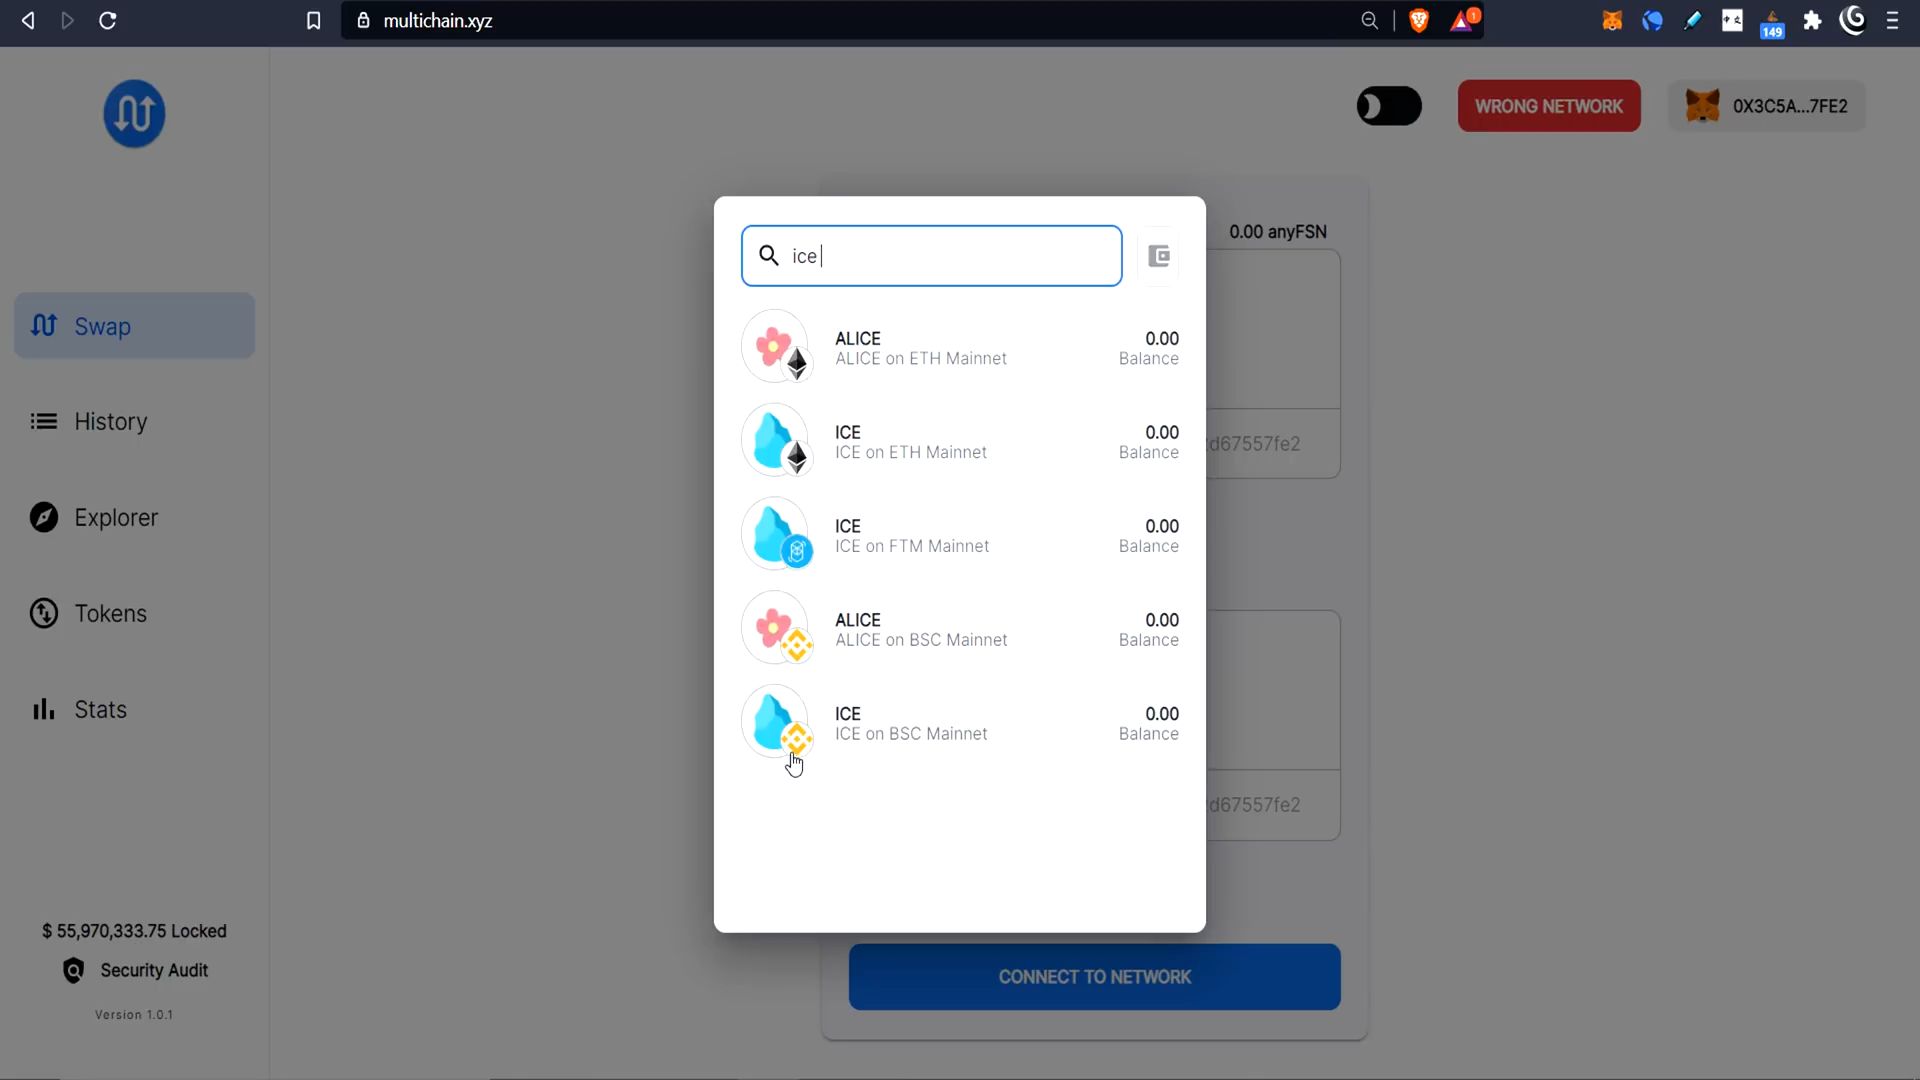 multichain.xyz
1
中文
149
WRONG NETWORK
0X3C5A...7FE2
0.00 anyFSN
ice
ALICE
0.00
ALICE on ETH Mainnet
Balance
ICE
0.00
ICE on ETH Mainnet
Balance
ICE
0.00
ICE on FTM Mainnet
Balance
ALICE
0.00
ALICE on BSC Mainnet
Balance
ICE
0.00
ICE on BSC Mainnet
Balance
d67557fe2
d67557fe2
CONNECT TO NETWORK
Swap
History
Explorer
Tokens
Stats
$ 55,970,333.75 Locked
Security Audit
Version 1.0.1